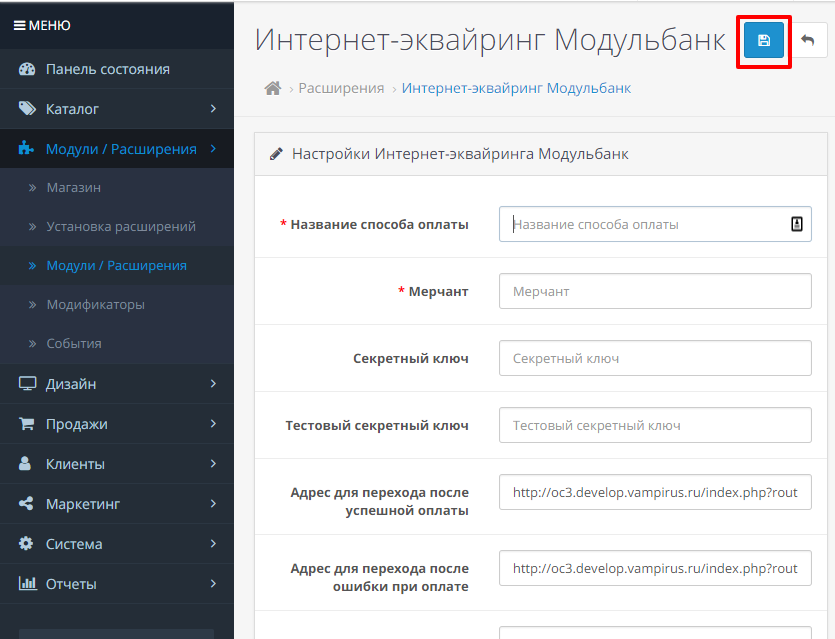 МЕНЮ
Панель состояния
Каталог
Модули / Расширения
Магазин
Установка расширений
Модули / Расширения
Модификаторы
События
Дизайн
Продажи
Клиенты
Маркетинг
Система
Отчеты
Интернет-эквайринг Модульбанк
› Расширения › Интернет-эквайринг Модульбанк
Настройки Интернет-эквайринга Модульбанк
* Название способа оплаты
Название способа оплаты
* Мерчант
Мерчант
Секретный ключ
Секретный ключ
Тестовый секретный ключ
Тестовый секретный ключ
Адрес для перехода после
успешной оплаты
http://oc3.develop.vampirus.ru/index.php?rout
Адрес для перехода после
ошибки при оплате
http://oc3.develop.vampirus.ru/index.php?rout